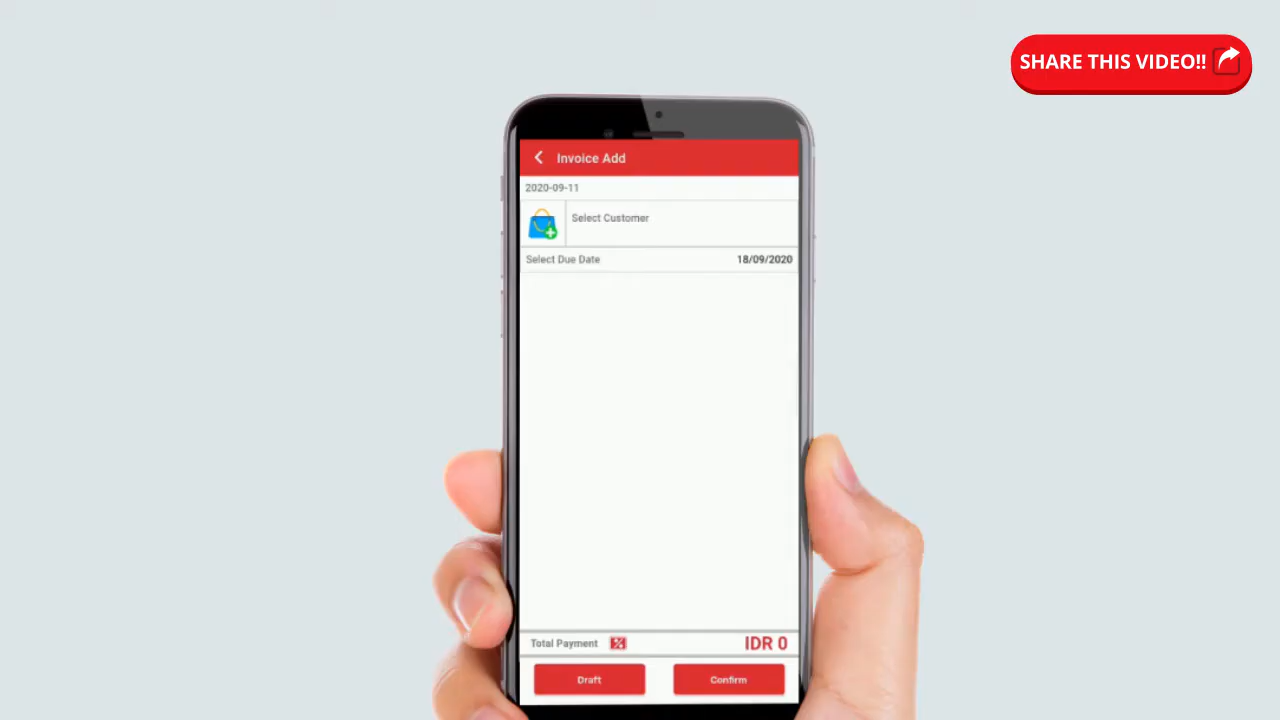 SHARE THIS VIDEO!!
Invoice Add
2020-09-11
Select Customer
Select Due Date 18/09/2020
Total Payment % IDR 0
Draft Confirm